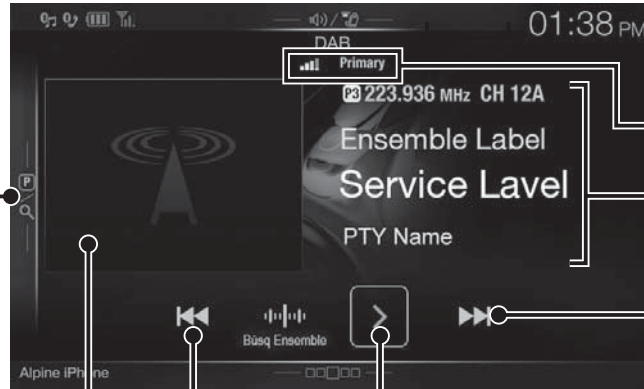 01:38 PM
DAB
Primary
P3 223.936 MHz CH 12A
Ensemble Label
Service Lavel
PTY Name
P
Búsq Ensemble
Alpine iPhone